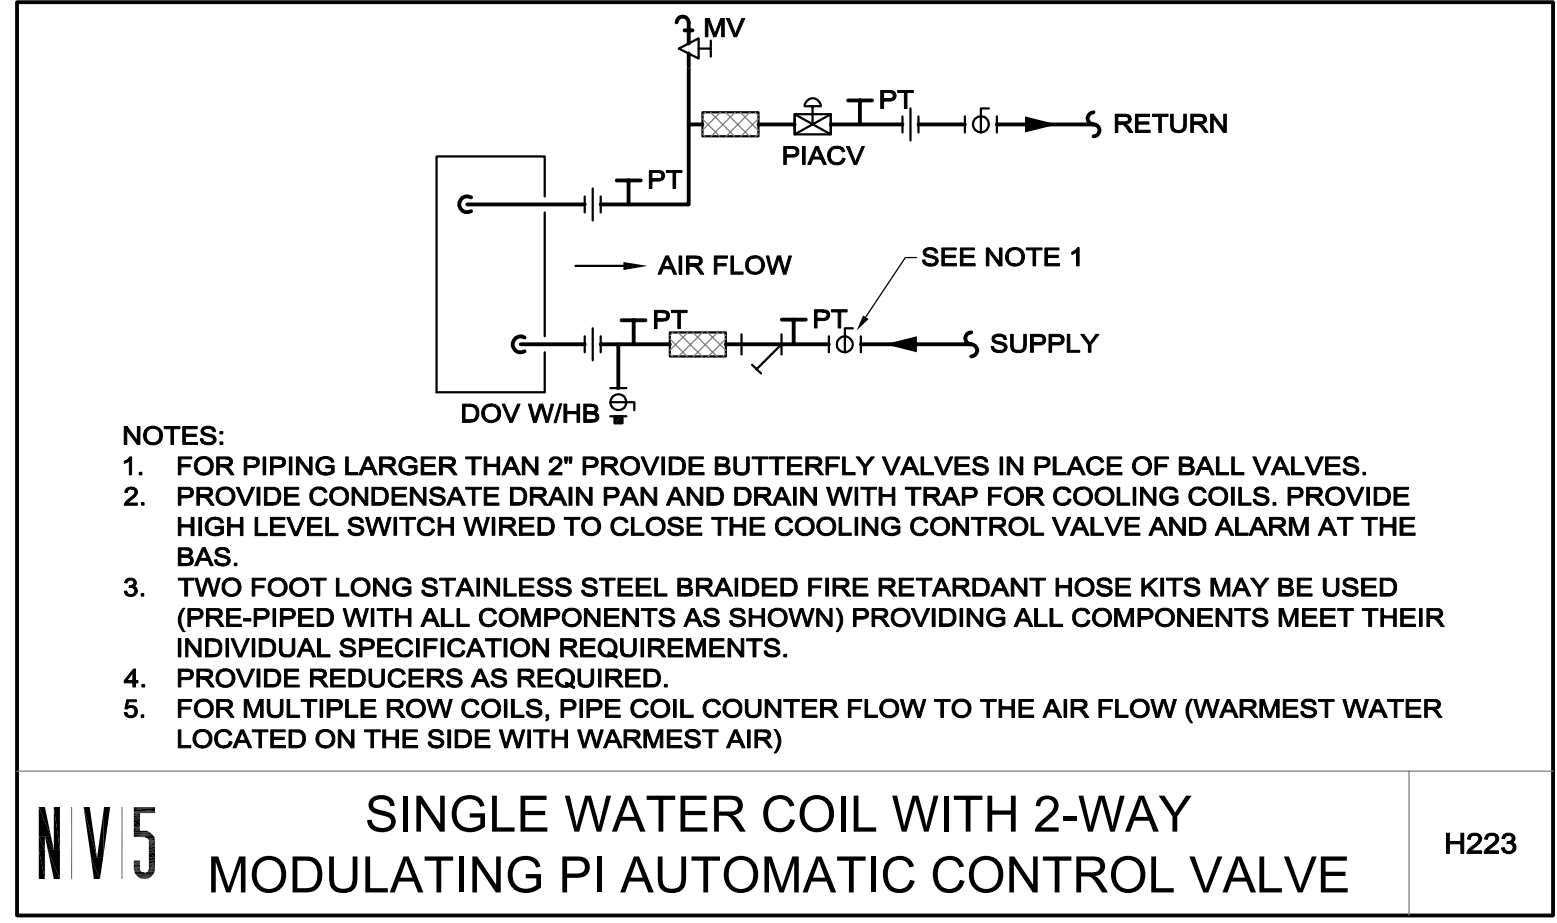 MV
PT
RETURN
PIACV
PT
AIR FLOW
SEE NOTE 1
PT
PT
SUPPLY
DOV W/HB
NOTES:
1. FOR PIPING LARGER THAN 2" PROVIDE BUTTERFLY VALVES IN PLACE OF BALL VALVES.
2. PROVIDE CONDENSATE DRAIN PAN AND DRAIN WITH TRAP FOR COOLING COILS. PROVIDE
HIGH LEVEL SWITCH WIRED TO CLOSE THE COOLING CONTROL VALVE AND ALARM AT THE
BAS.
3. TWO FOOT LONG STAINLESS STEEL BRAIDED FIRE RETARDANT HOSE KITS MAY BE USED
(PRE-PIPED WITH ALL COMPONENTS AS SHOWN) PROVIDING ALL COMPONENTS MEET THEIR
INDIVIDUAL SPECIFICATION REQUIREMENTS.
4. PROVIDE REDUCERS AS REQUIRED.
5. FOR MULTIPLE ROW COILS, PIPE COIL COUNTER FLOW TO THE AIR FLOW (WARMEST WATER
LOCATED ON THE SIDE WITH WARMEST AIR)
N|V|5
SINGLE WATER COIL WITH 2-WAY
MODULATING PI AUTOMATIC CONTROL VALVE
H223